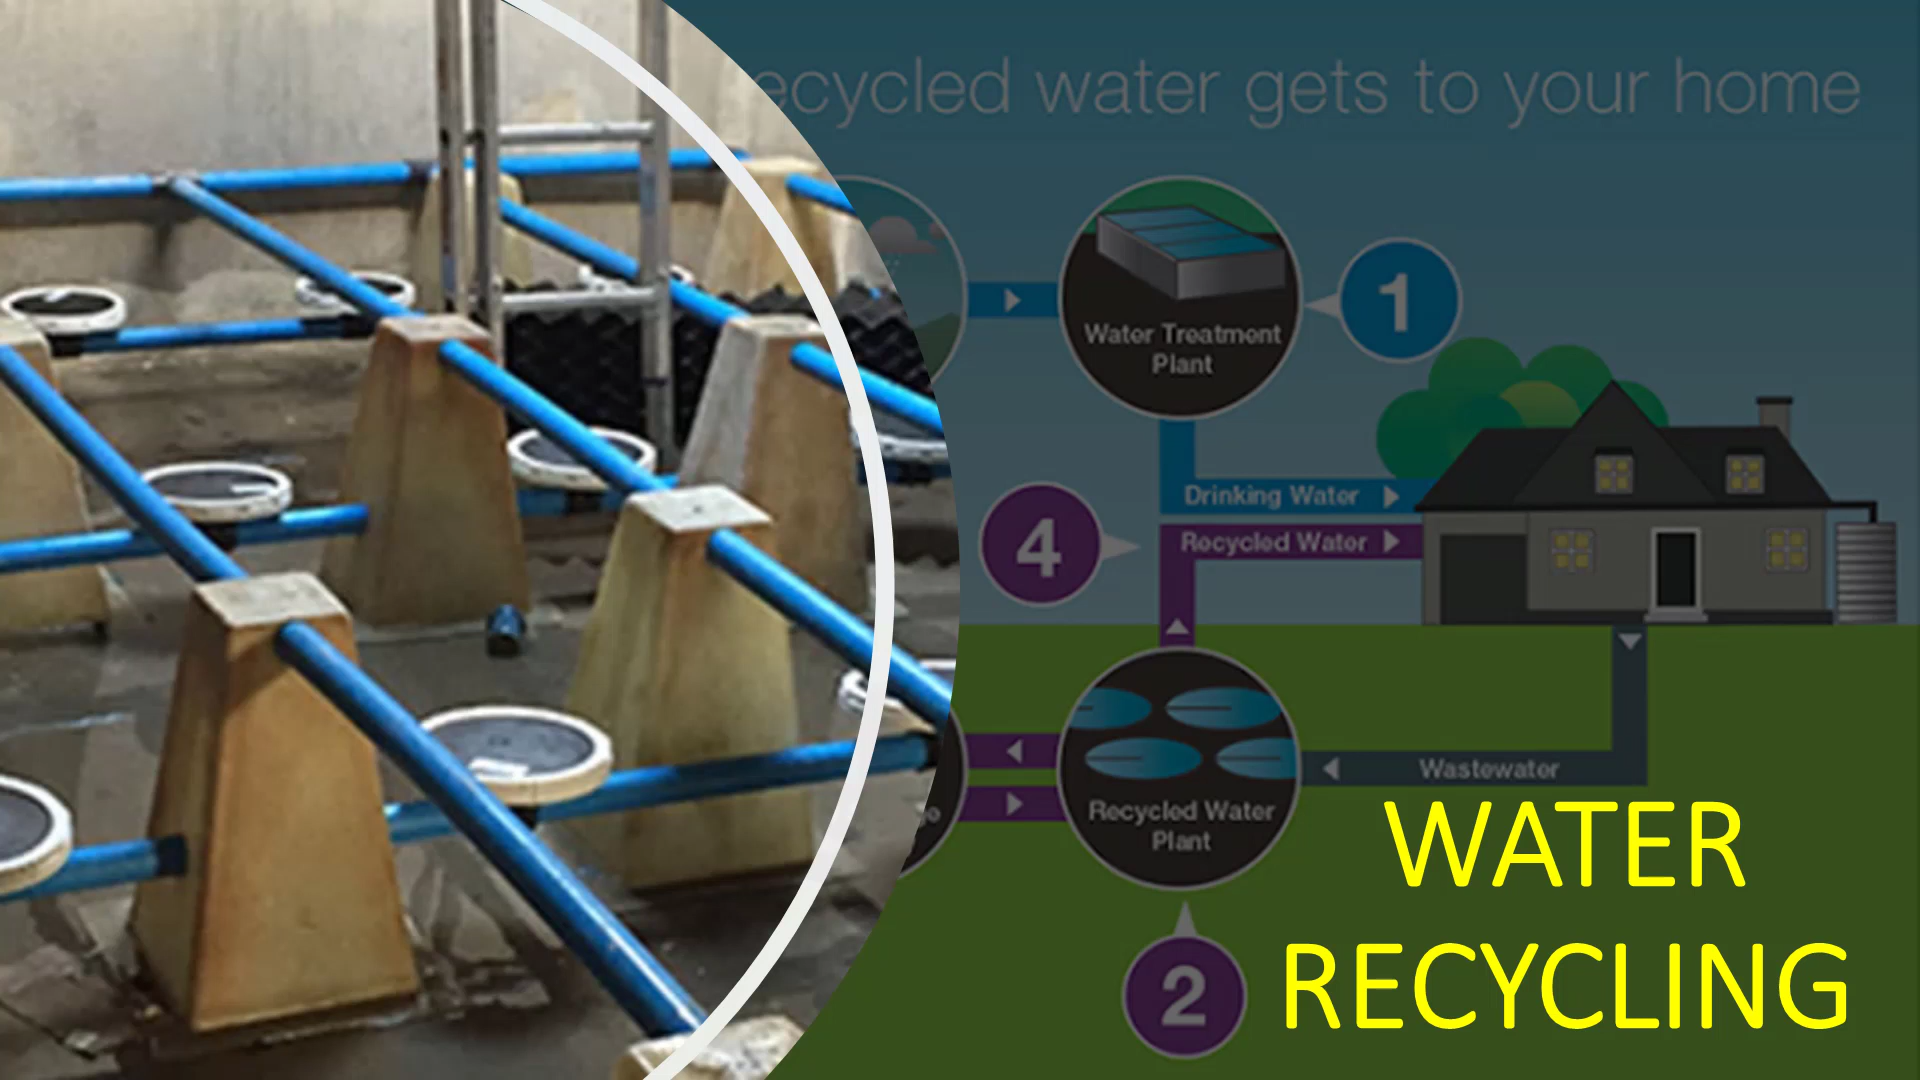 ecycled water gets to your home
Water Treatment
Plant
1
Drinking Water
4
Recycled Water
Wastewater
Recycled Water
Plant
2
WATER
RECYCLING